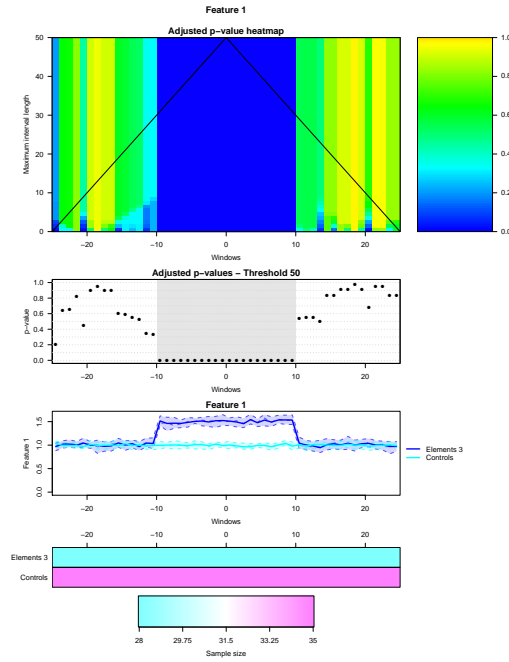 Feature 1
Adjusted p-value heatmap
Maximum interval length
50
40
30
20
10
0
−20 −10 0 10 20
Windows
1.0
0.8
0.6
0.4
0.2
0.0
Adjusted p-values − Threshold 50
p-value
1.0
0.8
0.6
0.4
0.2
0.0
−20 −10 0 10 20
Windows
Feature 1
Feature 1
1.5
1.0
0.5
0.0
−20 −10 0 10 20
Windows
Elements 3
Controls
−20 −10 0 10 20
Elements 3
Controls
28 29.75 31.5 33.25 35
Sample size